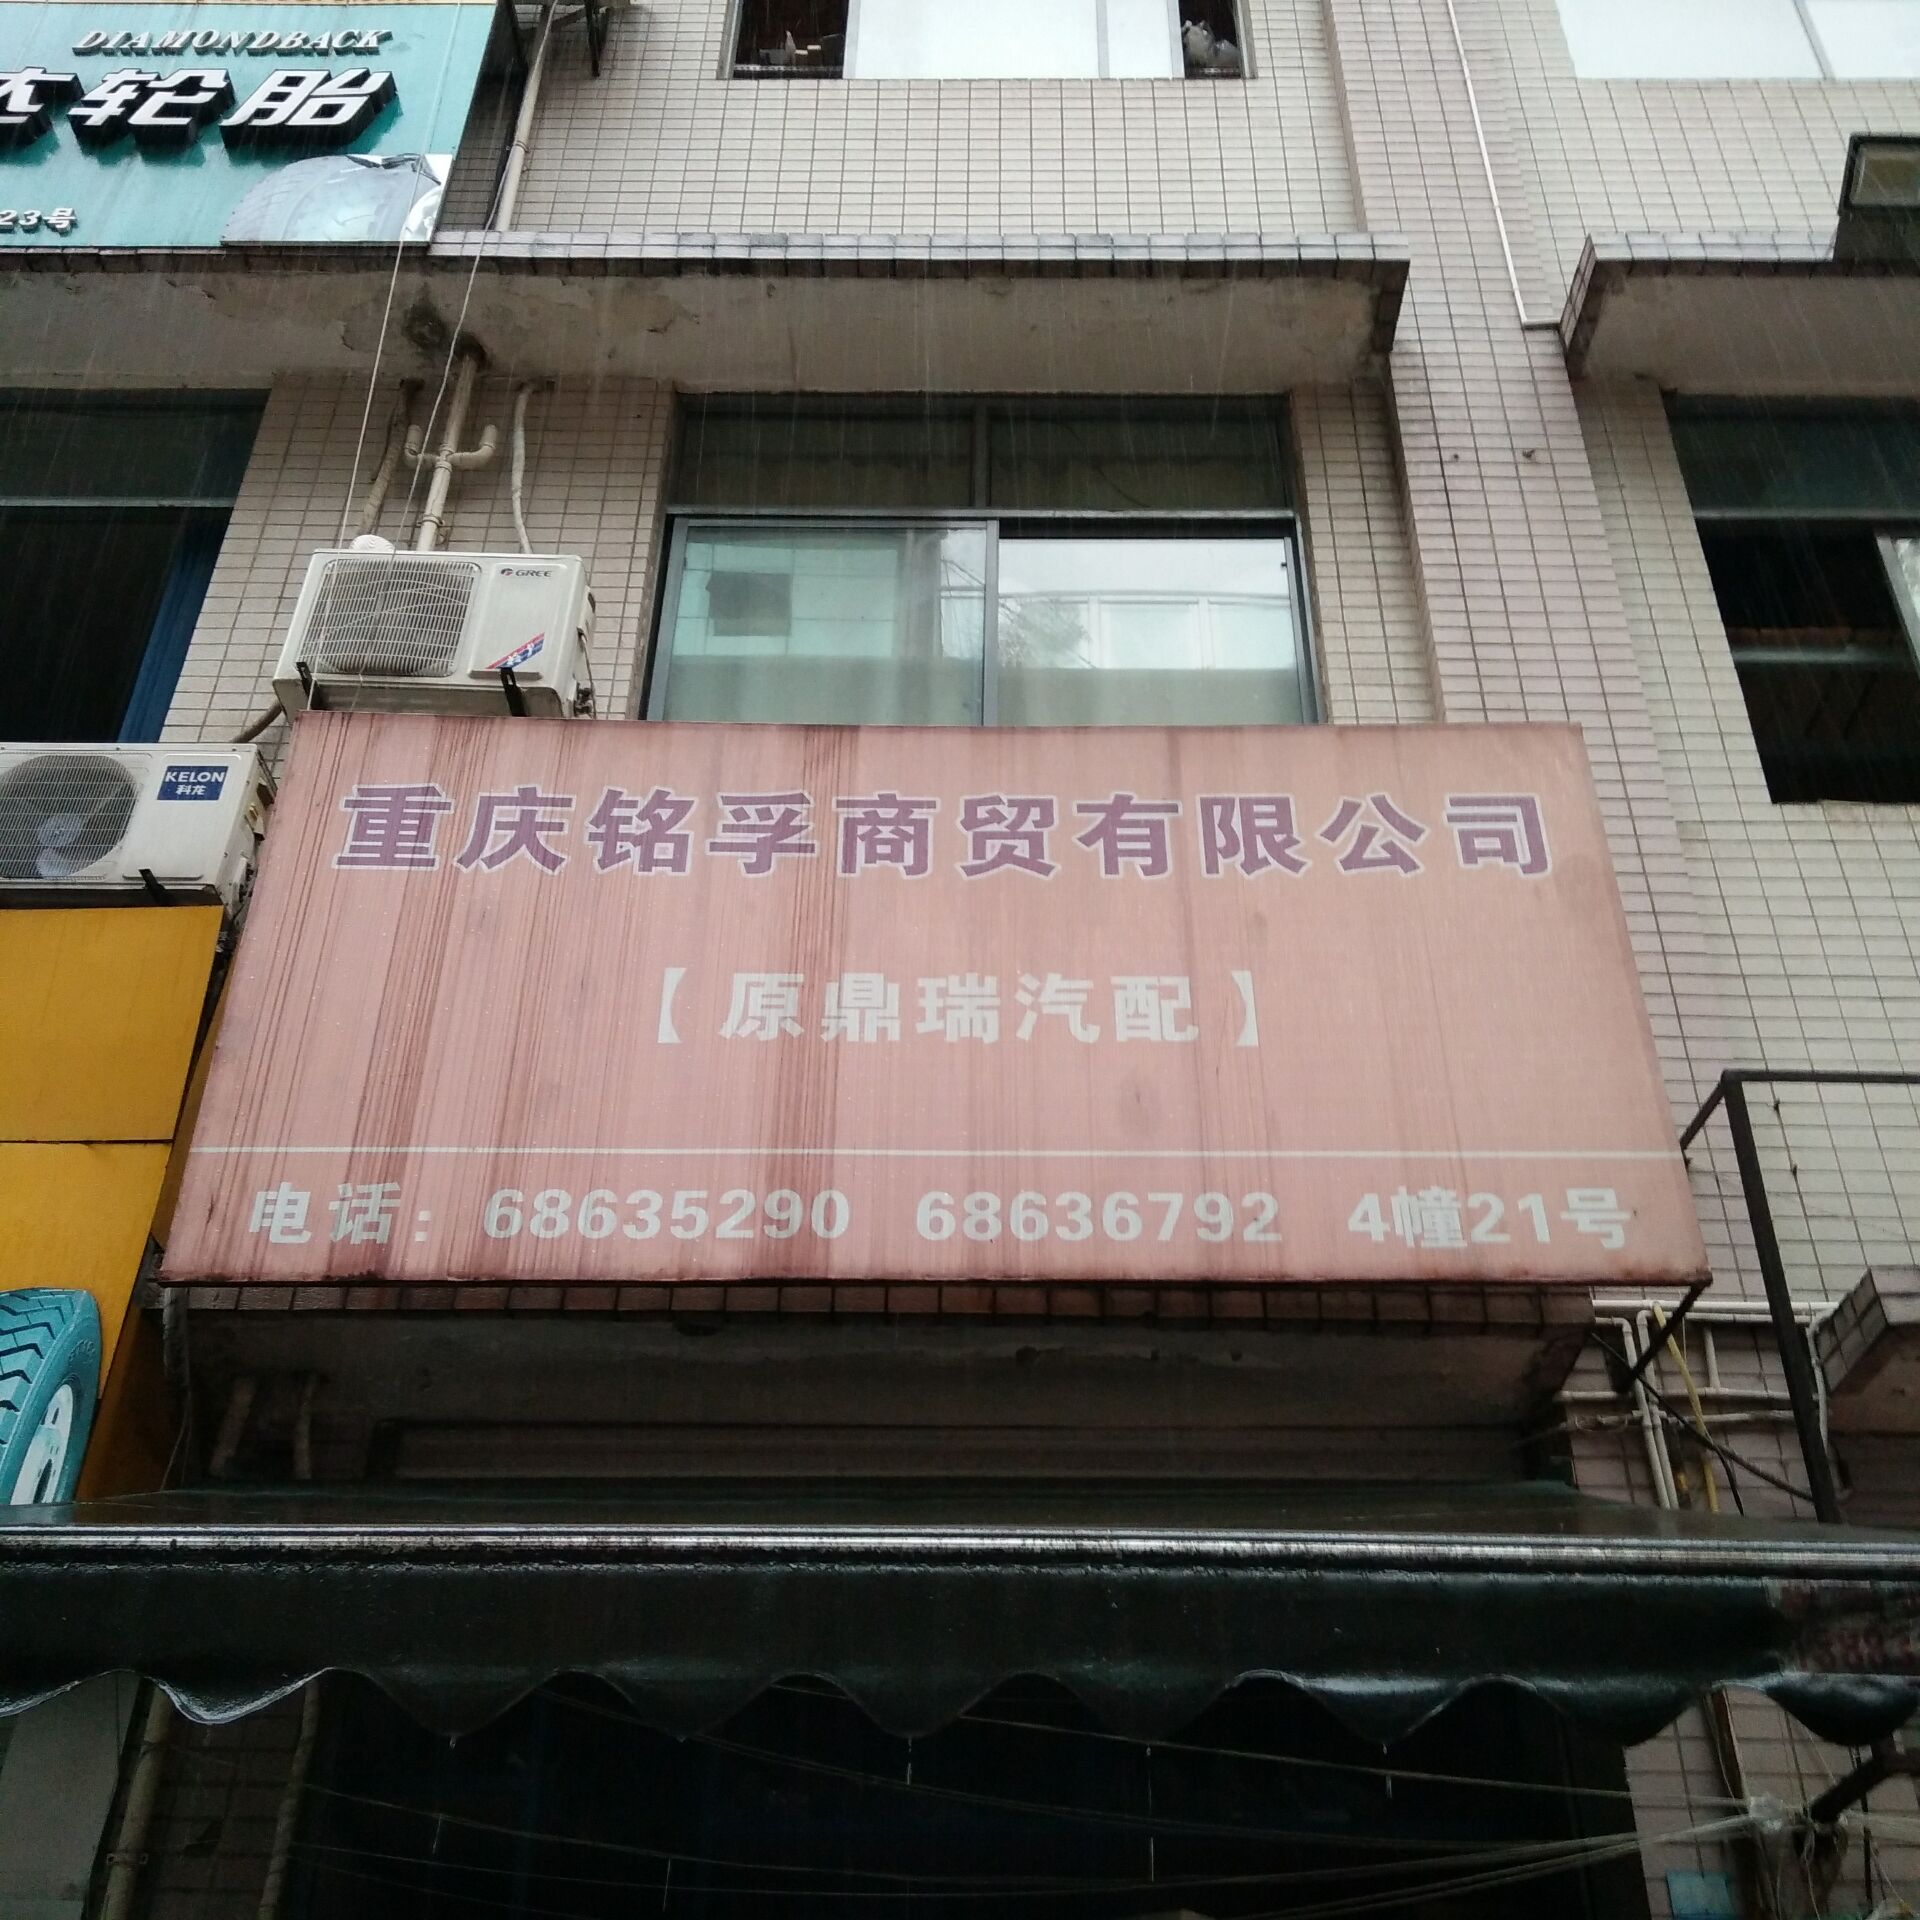 DIAMONDBACK
轮胎
23号
GREE
KELON
科龙
重庆铭孚商贸有限公司
【原鼎瑞汽配】
电话: 68635290 68636792 4幢21号